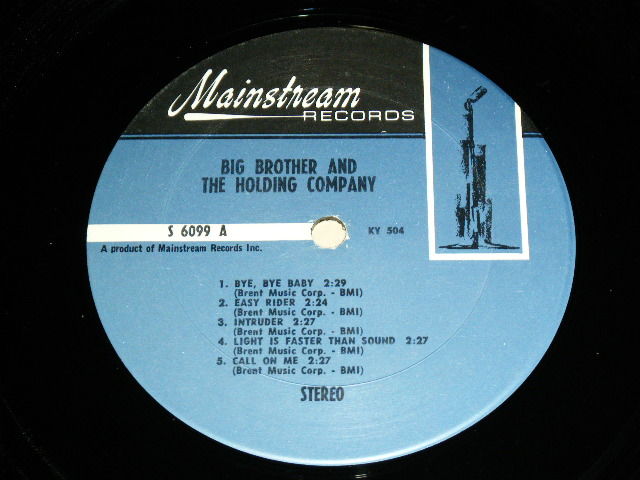 Mainstream
RECORDS
BIG BROTHER AND
THE HOLDING COMPANY
S 6099 A
KY 504
A product of Mainstream Records Inc.
1. BYE, BYE BABY 2:29
(Brent Music Corp. - BMI)
2. EASY RIDER 2:24
(Brent Music Corp. - BMI)
3. INTRUDER 2:27
(Brent Music Corp. - BMI)
4. LIGHT IS FASTER THAN SOUND 2:27
(Brent Music Corp. - BMI)
5. CALL ON ME 2:27
(Brent Music Corp. - BMI)
STEREO